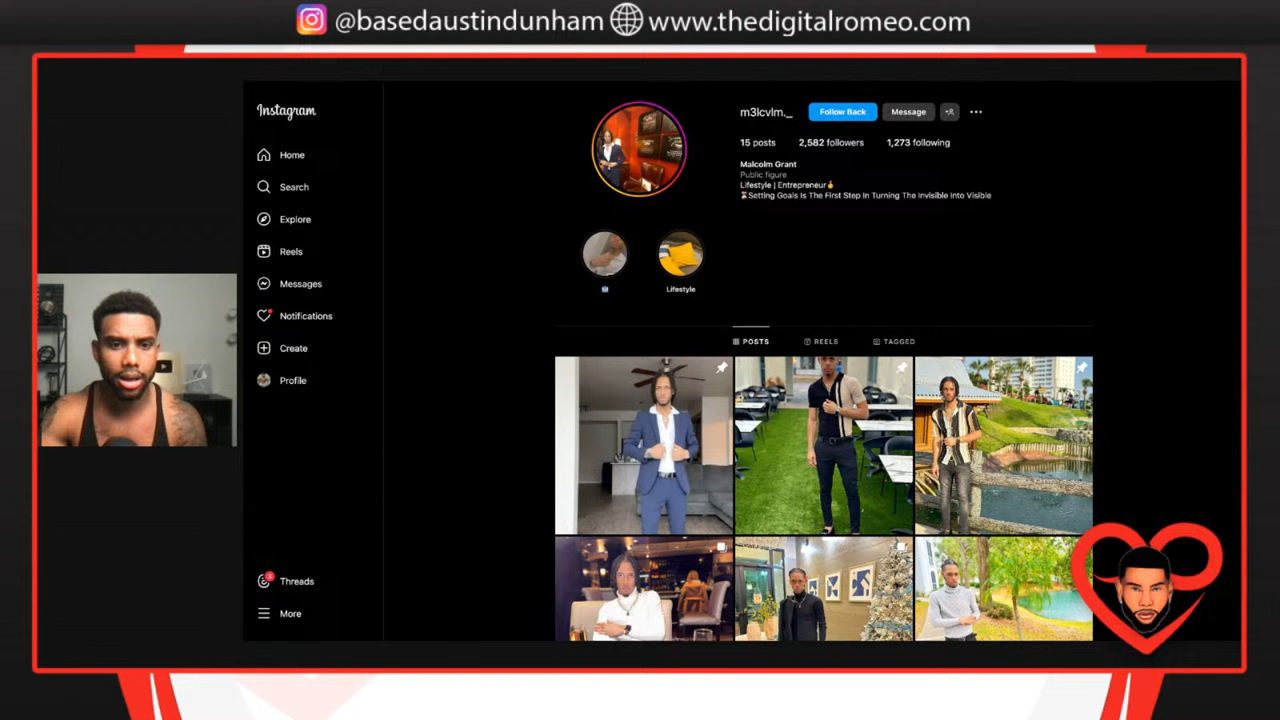 @basedaustindunham www.thedigitalromeo.com
Instagram
Home
Search
Explore
Reels
Messages
Notifications
Create
Profile
Threads
More
m3lcvlm._ Follow Back Message
15 posts 2,582 followers 1,273 following
Malcolm Grant
Public figure
Lifestyle | Entrepreneur
Setting Goals Is The First Step In Turning The Invisible Into Visible
Lifestyle
POSTS REELS TAGGED